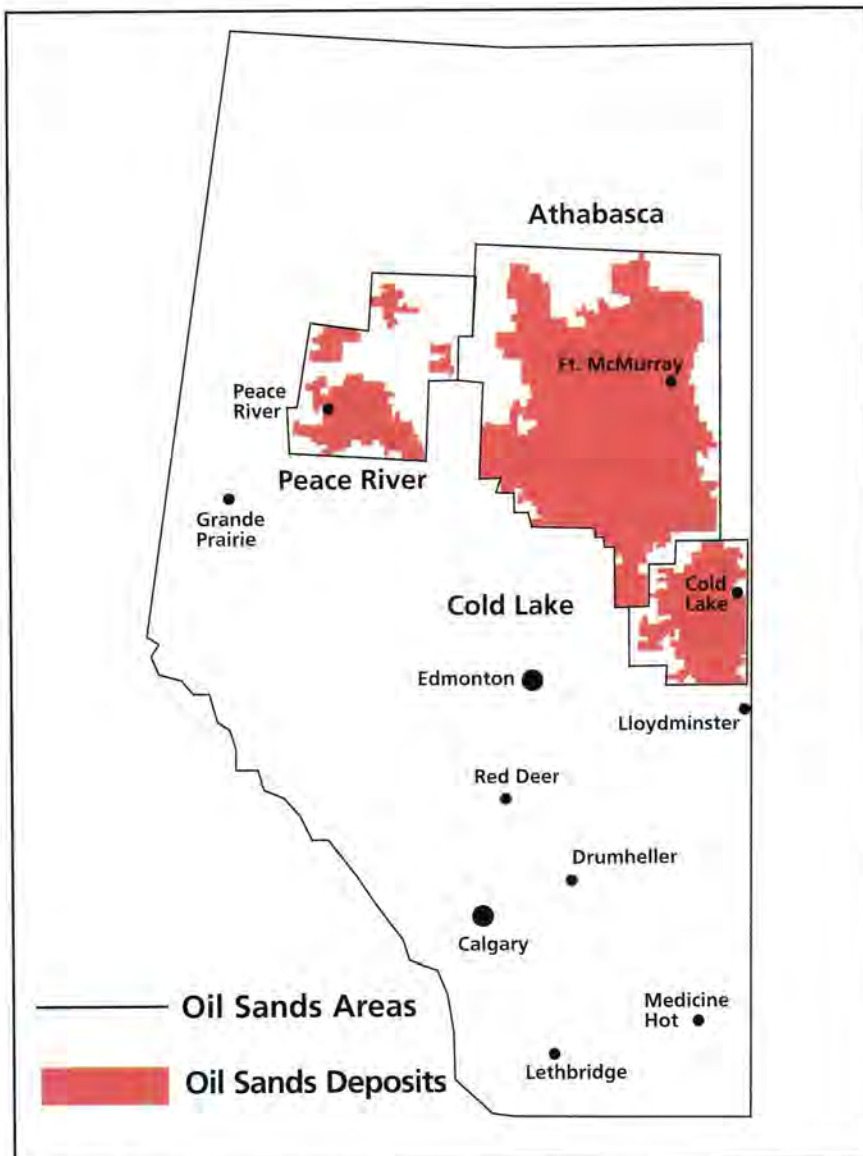 Athabasca
Ft. McMurray
Peace
River
Peace River
Grande
Prairie
Cold
Lake
Cold Lake
Edmonton
Lloydminster
Red Deer
Drumheller
Calgary
Oil Sands Areas
Medicine
Hot
Oil Sands Deposits
Lethbridge